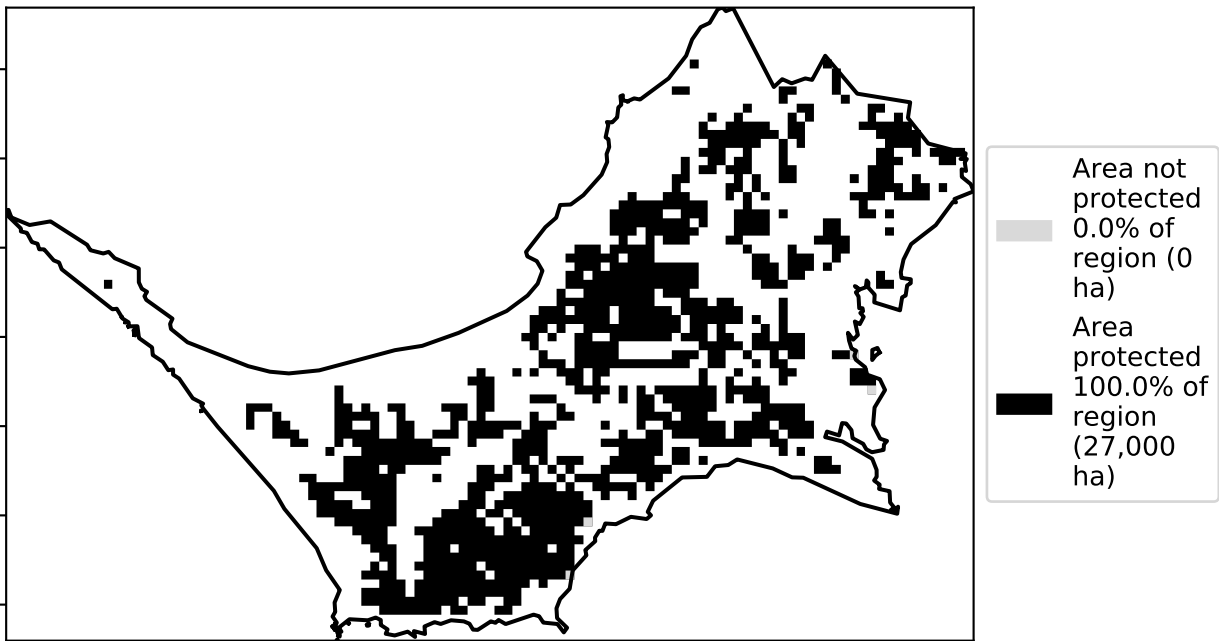 Area not
protected
0.0% of
region (0
ha)
Area
protected
100.0% of
region
(27,000
ha)